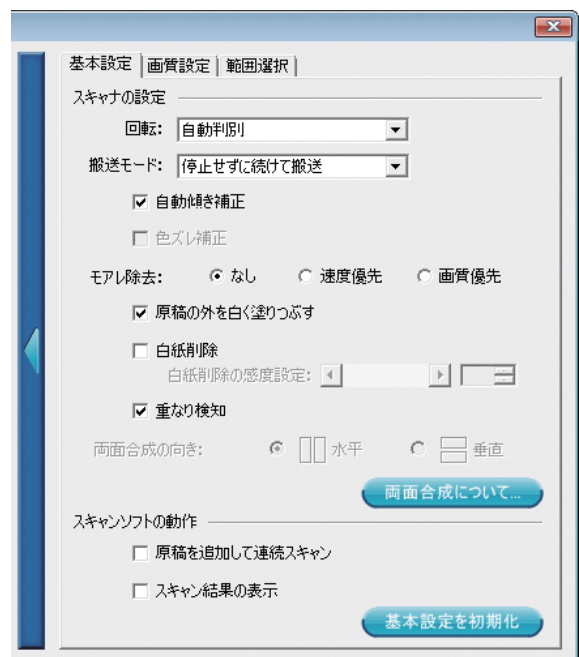 基本設定 画質設定 範囲選択
スキャナの設定
回転: 自動判別
搬送モード: 停止せずに続けて搬送
自動傾き補正
色ズレ補正
モアレ除去: なし 速度優先 画質優先
原稿の外を白く塗りつぶす
白紙削除
白紙削除の感度設定:
重なり検知
両面合成の向き: 水平 垂直
両面合成について...
スキャンソフトの動作
原稿を追加して連続スキャン
スキャン結果の表示
基本設定を初期化